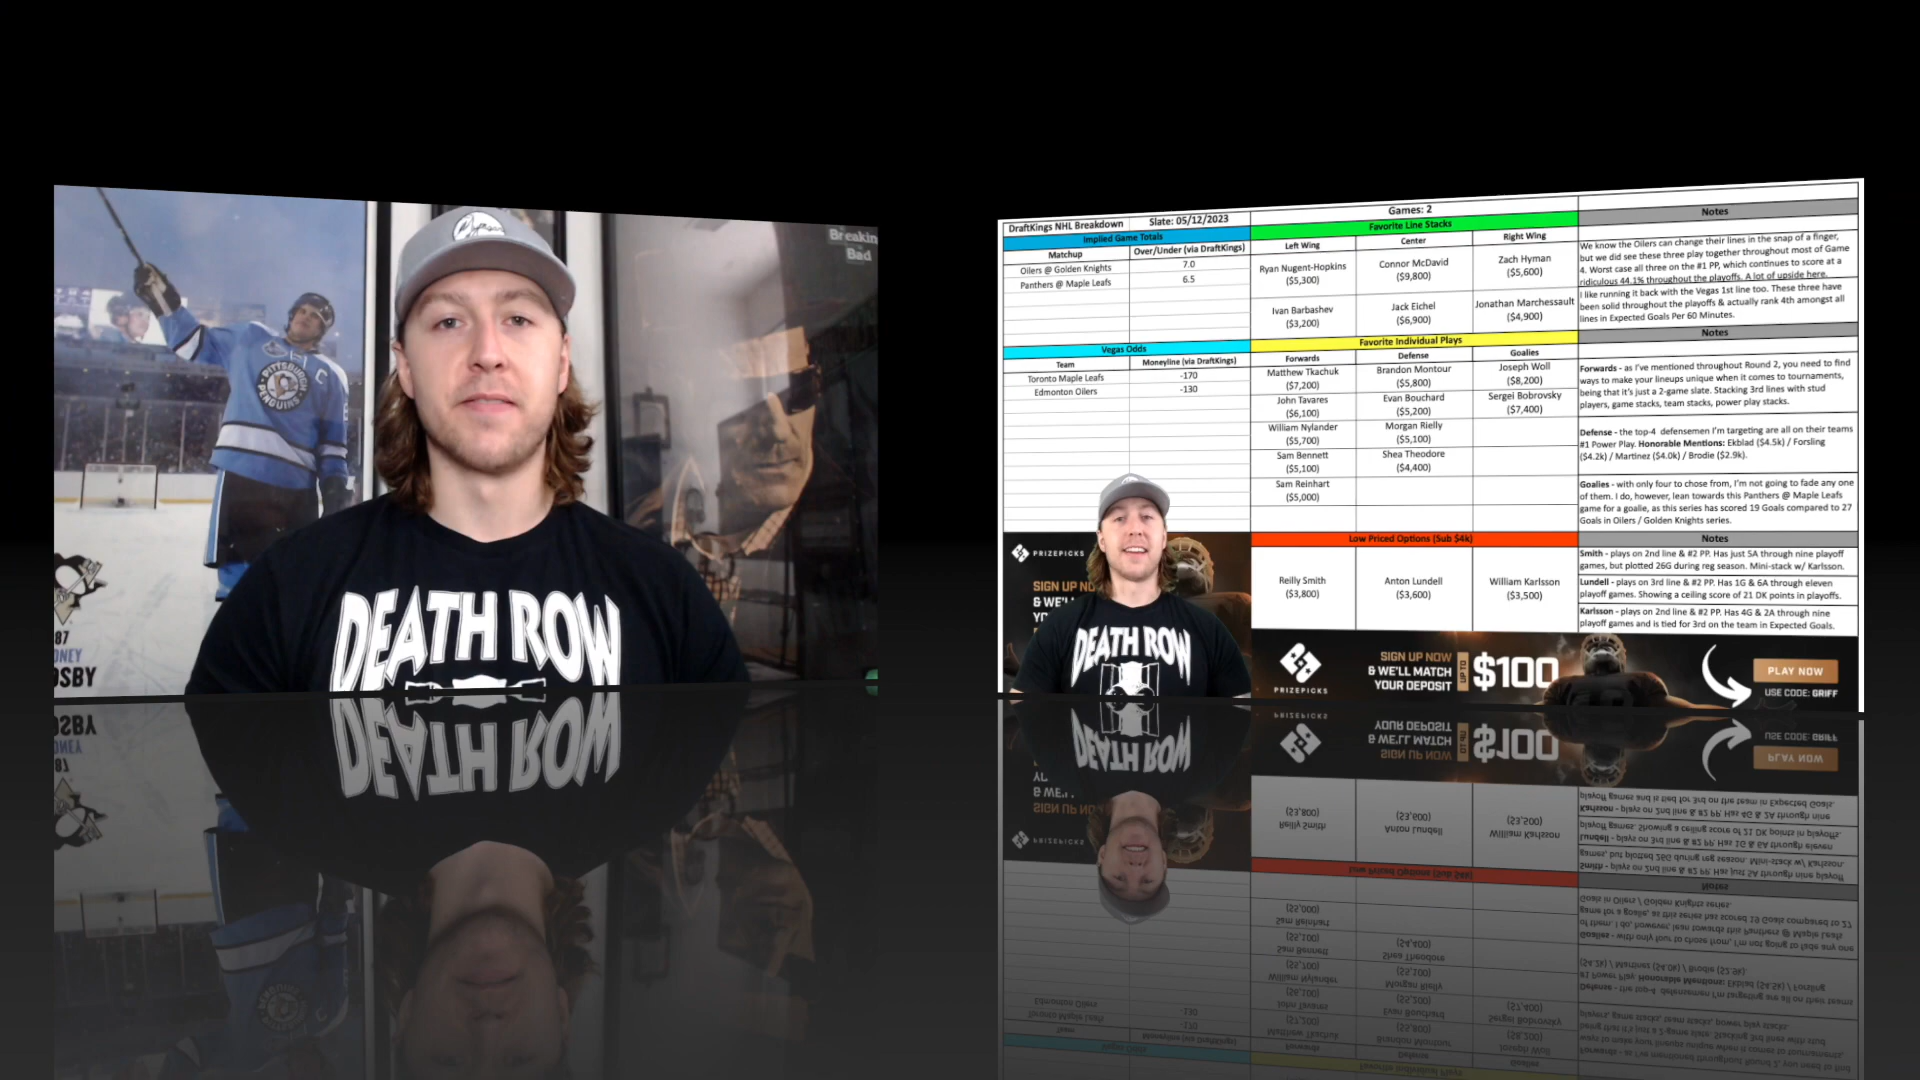 Breakin
Bad
PITTSBURGH
PENGUINS
C
87
DNEY
OSBY
DEATH ROW
DraftKings NHL Breakdown
Slate: 05/12/2023
Games: 2
Implied Game Totals
Matchup
Over/Under (via DraftKings)
Oilers @ Golden Knights
7.0
Panthers @ Maple Leafs
6.5
Vegas Odds
Team
Moneyline (via DraftKings)
Toronto Maple Leafs
-170
Edmonton Oilers
-130
Favorite Line Stacks
Left Wing
Center
Right Wing
Ryan Nugent-Hopkins
($5,300)
Connor McDavid
($9,800)
Zach Hyman
($5,600)
Ivan Barbashev
($3,200)
Jack Eichel
($6,900)
Jonathan Marchessault
($4,900)
Notes
We know the Oilers can change their lines in the snap of a finger,
but we did see these three play together throughout most of Game
4. Worst case all three on the #1 PP, which continues to score at a
ridiculous 44.1% throughout the playoffs. A lot of upside here.
I like running it back with the Vegas 1st line too. These three have
been solid throughout the playoffs & actually rank 4th amongst all
lines in Expected Goals Per 60 Minutes.
Favorite Individual Plays
Forwards
Defense
Goalies
Matthew Tkachuk
($7,200)
Brandon Montour
($5,800)
Joseph Woll
($8,200)
John Tavares
($6,100)
Evan Bouchard
($5,200)
Sergei Bobrovsky
($7,400)
William Nylander
($5,700)
Morgan Rielly
($5,100)
Sam Bennett
($5,100)
Shea Theodore
($4,400)
Sam Reinhart
($5,000)
Notes
Forwards - as I've mentioned throughout Round 2, you need to find
ways to make your lineups unique when it comes to tournaments,
being that it's just a 2-game slate. Stacking 3rd lines with stud
players, game stacks, team stacks, power play stacks.
Defense - the top-4 defensemen I'm targeting are all on their teams
#1 Power Play. Honorable Mentions: Ekblad ($4.5k) / Forsling
($4.2k) / Martinez ($4.0k) / Brodie ($2.9k).
Goalies - with only four to chose from, I'm not going to fade any one
of them. I do, however, lean towards this Panthers @ Maple Leafs
game for a goalie, as this series has scored 19 Goals compared to 27
Goals in Oilers / Golden Knights series.
Low Priced Options (Sub $4k)
Reilly Smith
($3,800)
Anton Lundell
($3,600)
William Karlsson
($3,500)
Notes
Smith - plays on 2nd line & #2 PP. Has just 5A through nine playoff
games, but plotted 26G during reg season. Mini-stack w/ Karlsson.
Lundell - plays on 3rd line & #2 PP. Has 1G & 6A through eleven
playoff games. Showing a ceiling score of 21 DK points in playoffs.
Karlsson - plays on 2nd line & #2 PP. Has 4G & 2A through nine
playoff games and is tied for 3rd on the team in Expected Goals.
PRIZEPICKS
SIGN UP NO
& WE'L
YO
DEATH ROW
PRIZEPICKS
SIGN UP NOW
& WE'LL MATCH
YOUR DEPOSIT
UP TO
$100
PLAY NOW
USE CODE: GRIFF